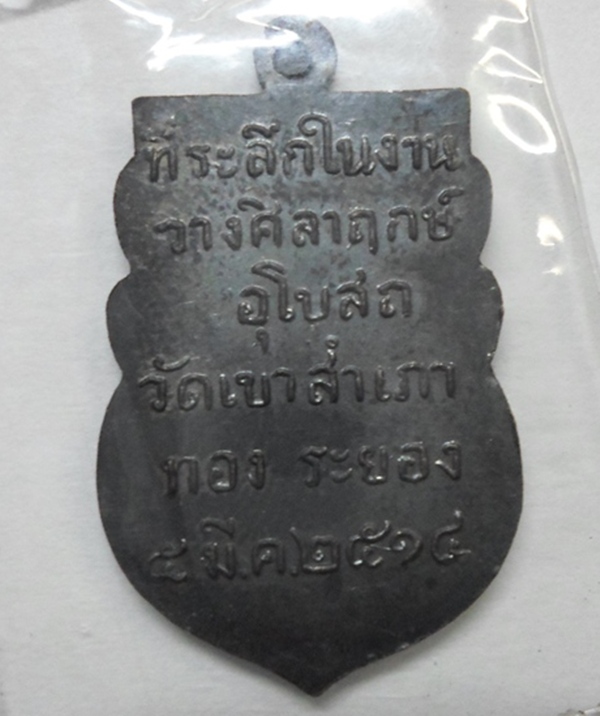 ที่ระลึกในงาน
วางศิลาฤกษ์
อุโบสถ
วัดเขาสำเภา
ทอง ระยอง
๔ มี.ค.๒๕๑๔